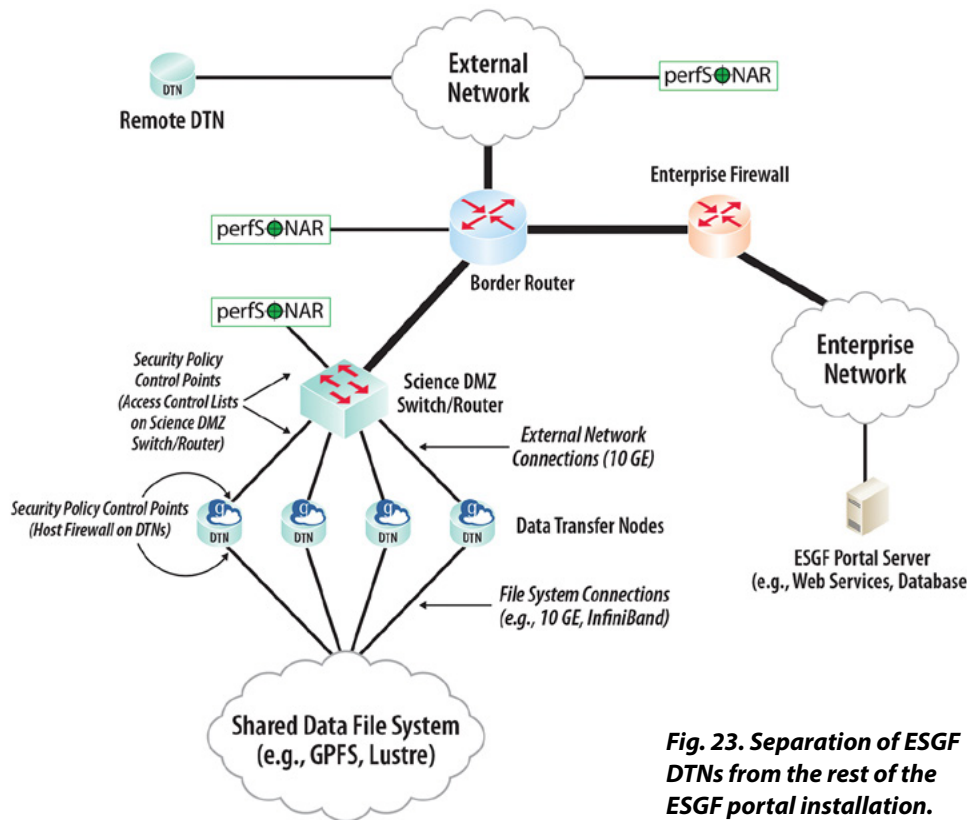 External
Network
perfSONAR
DTN
Remote DTN
Enterprise Firewall
perfSONAR
Border Router
perfSONAR
Security Policy
Control Points
(Access Control Lists
on Science DMZ
Switch/Router)
Science DMZ
Switch/Router
Enterprise
Network
External Network
Connections (10 GE)
Security Policy Control Points
(Host Firewall on DTNs)
g
DTN
g
DTN
g
DTN
g
DTN
Data Transfer Nodes
ESGF Portal Server
(e.g., Web Services, Database
File System Connections
(e.g., 10 GE, InfiniBand)
Shared Data File System
(e.g., GPFS, Lustre)
Fig. 23. Separation of ESGF
DTNs from the rest of the
ESGF portal installation.